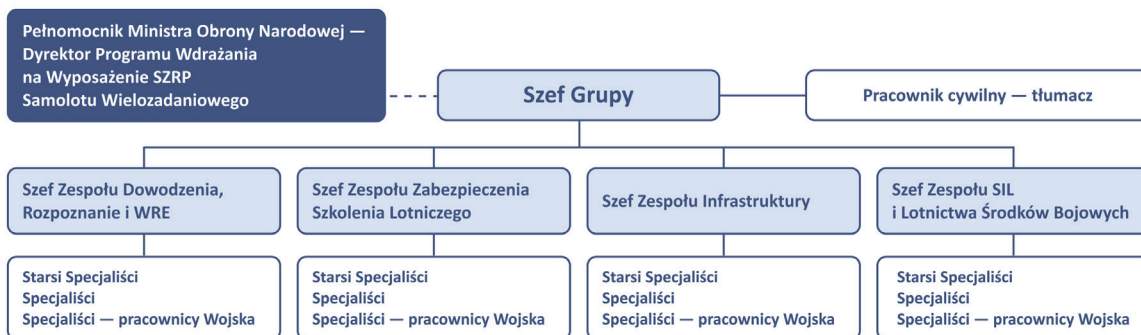 Pełnomocnik Ministra Obrony Narodowej —
Dyrektor Programu Wdrażania
na Wyposażenie SZRP
Samolotu Wielozadaniowego
Szef Grupy
Pracownik cywilny — tłumacz
Szef Zespołu Dowodzenia,
Rozpoznanie i WRE
Szef Zespołu Zabezpieczenia
Szkolenia Lotniczego
Szef Zespołu Infrastruktury
Szef Zespołu SIL
i Lotnictwa Środków Bojowych
Starsi Specjaliści
Specjaliści
Specjaliści — pracownicy Wojska
Starsi Specjaliści
Specjaliści
Specjaliści — pracownicy Wojska
Starsi Specjaliści
Specjaliści
Specjaliści — pracownicy Wojska
Starsi Specjaliści
Specjaliści
Specjaliści — pracownicy Wojska